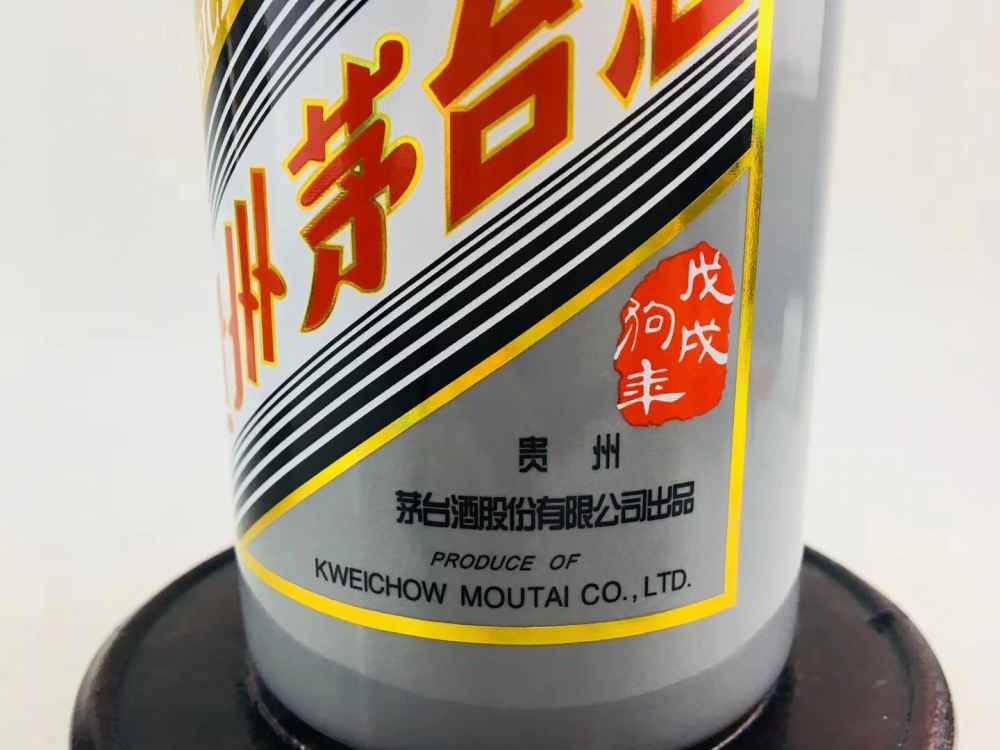 州茅台
戊戌
狗年
贵州
茅台酒股份有限公司出品
PRODUCE OF
KWEICHOW MOUTAI CO., LTD.